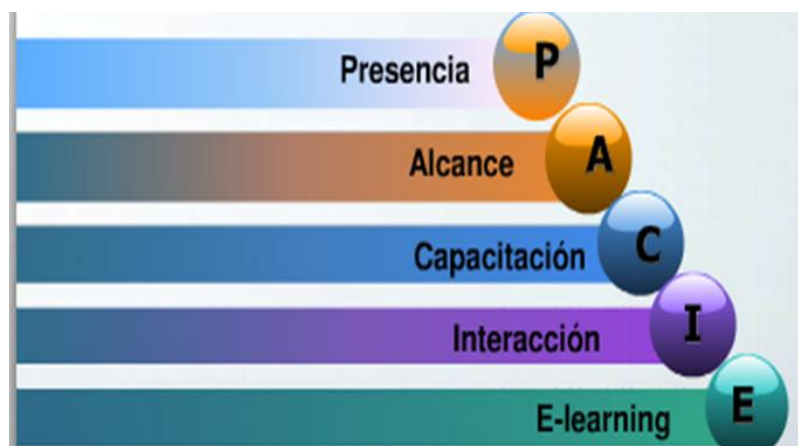 Presencia P
Alcance A
Capacitación C
Interacción I
E-learning E